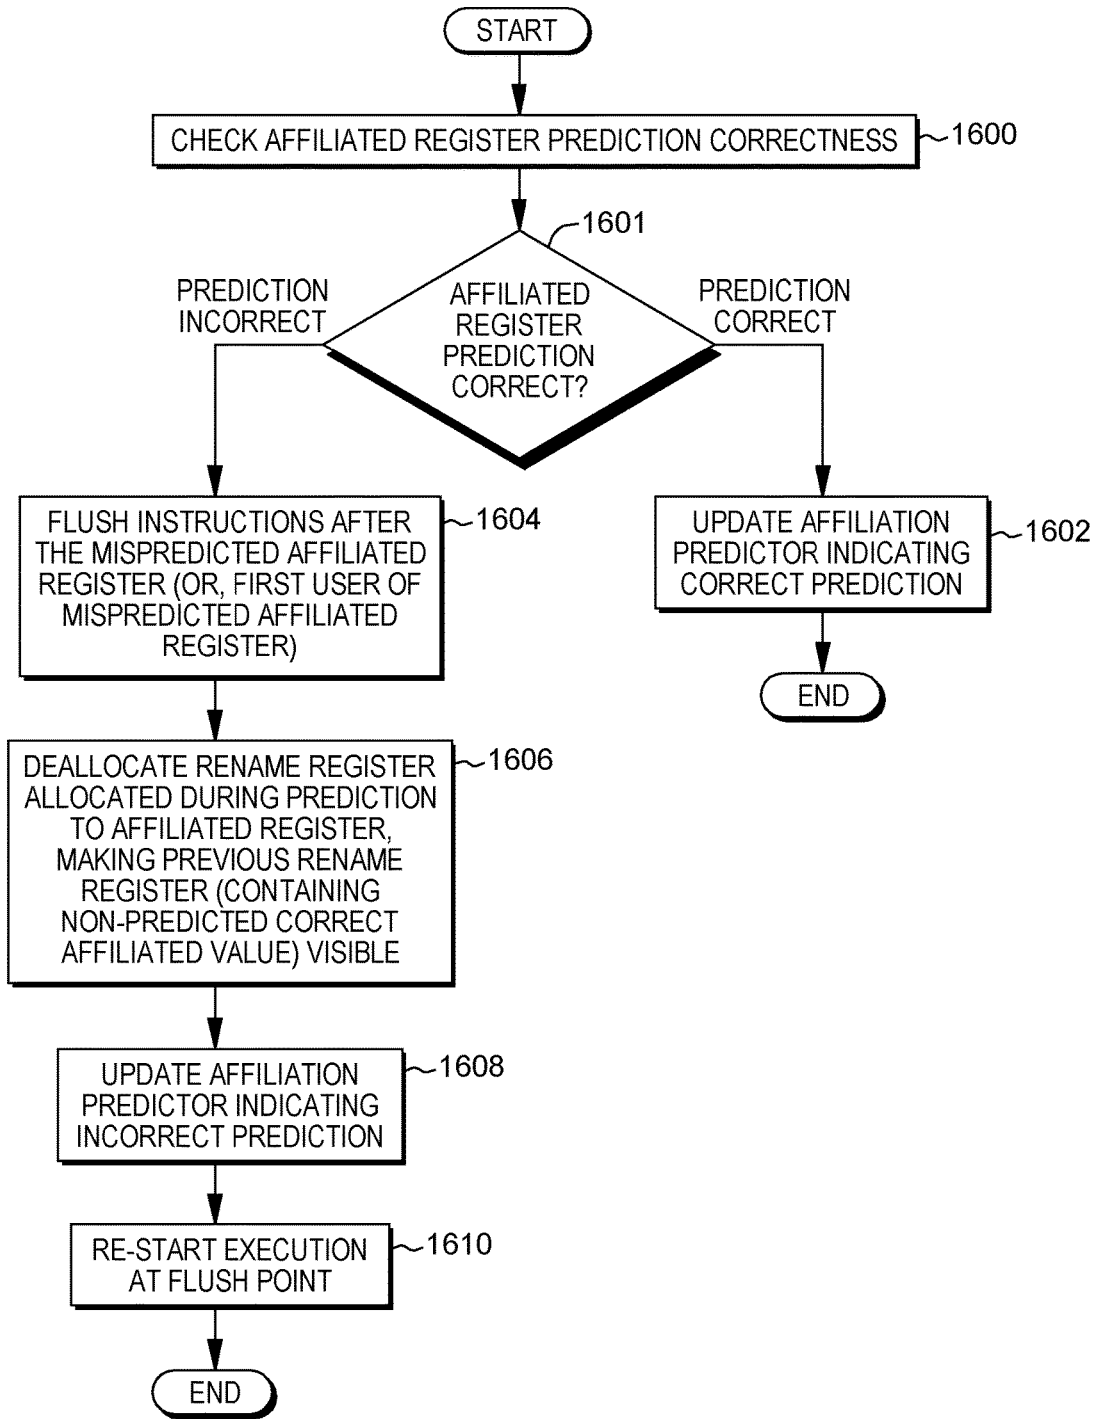 START
CHECK AFFILIATED REGISTER PREDICTION CORRECTNESS
1600
1601
AFFILIATED
REGISTER
PREDICTION
CORRECT?
PREDICTION
INCORRECT
PREDICTION
CORRECT
FLUSH INSTRUCTIONS AFTER
THE MISPREDICTED AFFILIATED
REGISTER (OR, FIRST USER OF
MISPREDICTED AFFILIATED
REGISTER)
1604
UPDATE AFFILIATION
PREDICTOR INDICATING
CORRECT PREDICTION
1602
END
DEALLOCATE RENAME REGISTER
ALLOCATED DURING PREDICTION
TO AFFILIATED REGISTER,
MAKING PREVIOUS RENAME
REGISTER (CONTAINING
NON-PREDICTED CORRECT
AFFILIATED VALUE) VISIBLE
1606
UPDATE AFFILIATION
PREDICTOR INDICATING
INCORRECT PREDICTION
1608
RE-START EXECUTION
AT FLUSH POINT
1610
END